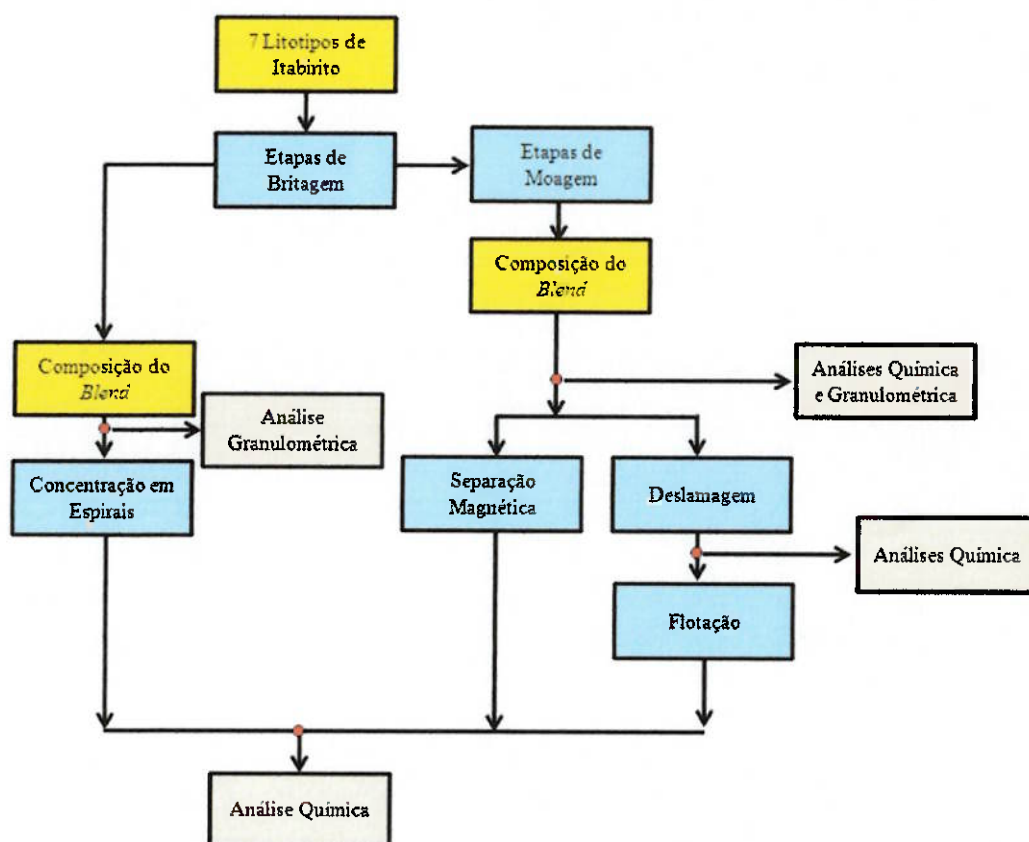 7 Litotipos de
Itabirito
Etapas de
Britagem
Etapas de
Moagem
Composição do
Blend
Composição do
Blend
Análise
Granulométrica
Análises Química
e Granulométrica
Concentração em
Espirais
Separação
Magnética
Deslamagem
Análises Química
Flotação
Análise Química